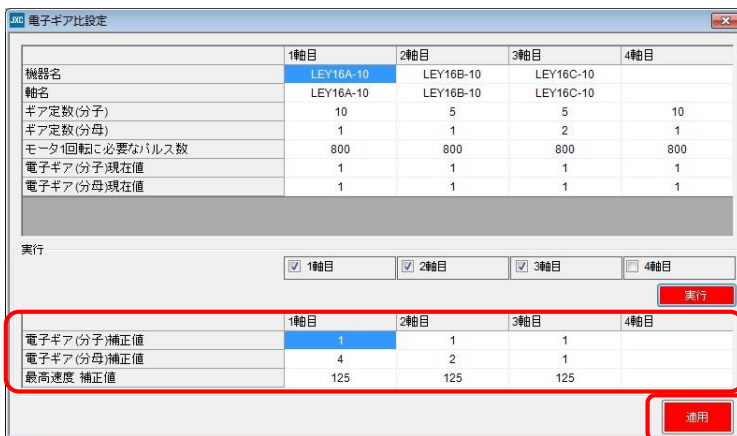 JXC 電子ギア比設定
1軸目 2軸目 3軸目 4軸目
機器名 LEY16A-10 LEY16B-10 LEY16C-10
軸名 LEY16A-10 LEY16B-10 LEY16C-10
ギア定数(分子) 10 5 5 10
ギア定数(分母) 1 1 2 1
モータ1回転に必要なパルス数 800 800 800 800
電子ギア(分子)現在値 1 1 1 1
電子ギア(分母)現在値 1 1 1 1
実行
1軸目 2軸目 3軸目 4軸目
実行
1軸目 2軸目 3軸目 4軸目
電子ギア(分子)補正値 1 1 1
電子ギア(分母)補正値 4 2 1
最高速度 補正値 125 125 125
適用